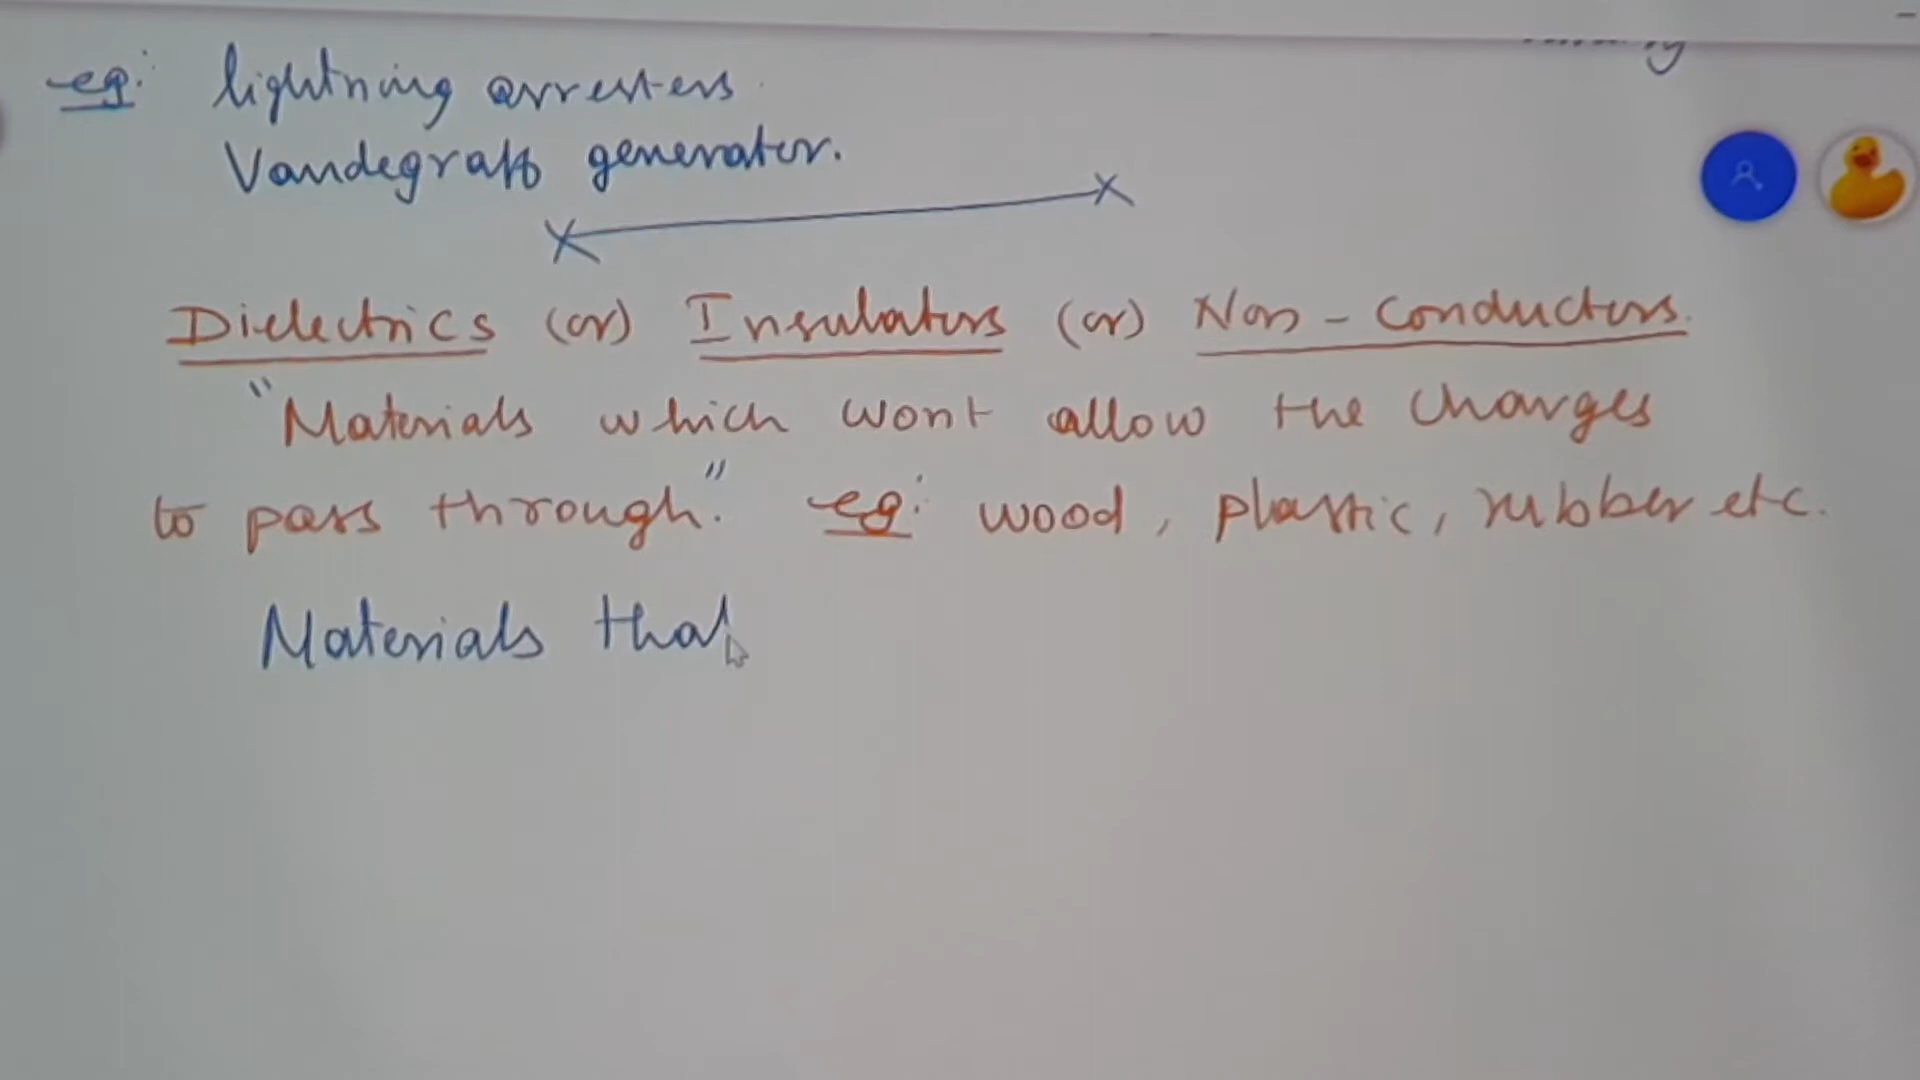 eg: lightning arresters
Vandegraff generator.
Dielectrics (or) Insulators (or) Non-Conductors.
"Materials which wont allow the charges
to pass through." eg: wood, plastic, rubber etc.
Materials that